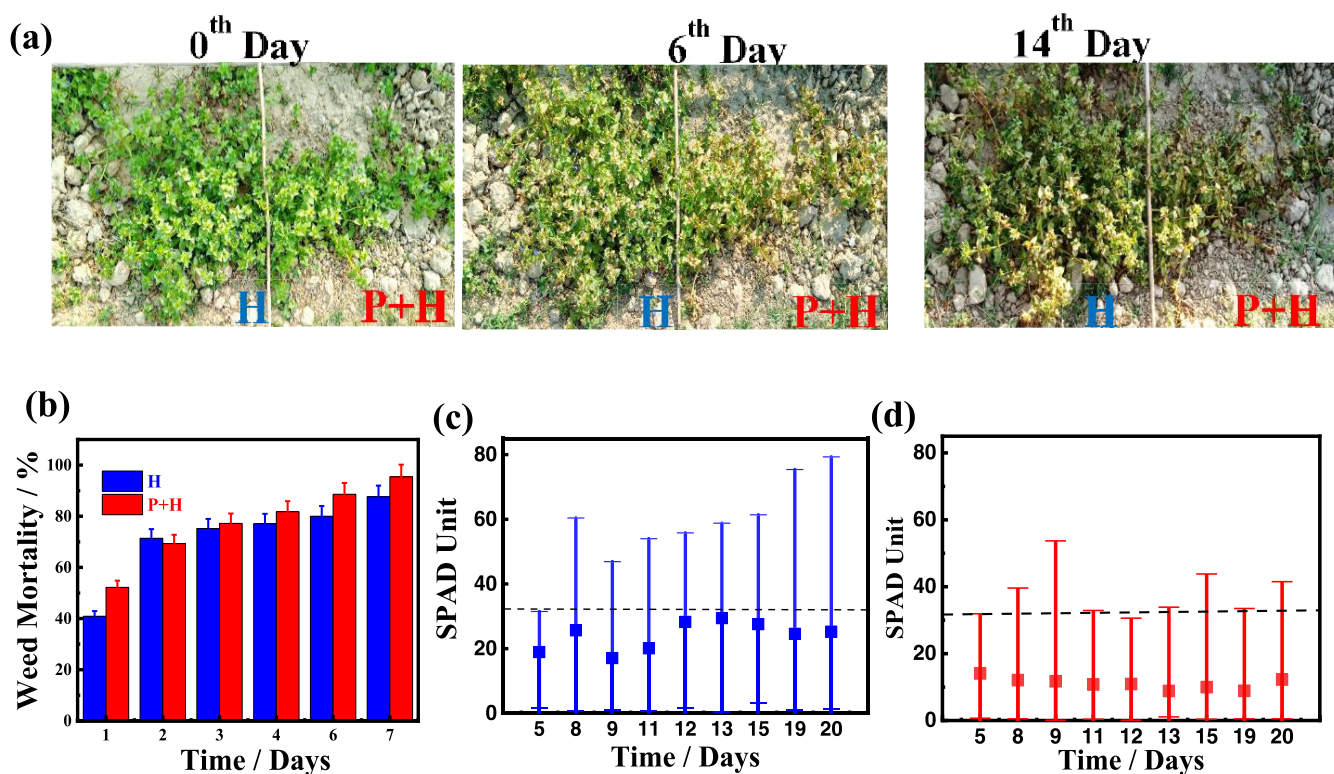 (a)
0th Day
6th Day
14th Day
H
P+H
H
P+H
H
P+H
(b)
Weed Mortality / %
100
80
60
40
20
0
H
P+H
1 2 3 4 6 7
Time / Days
(c)
SPAD Unit
80
60
40
20
0
5 8 9 11 12 13 15 19 20
Time / Days
(d)
SPAD Unit
80
60
40
20
0
5 8 9 11 12 13 15 19 20
Time / Days